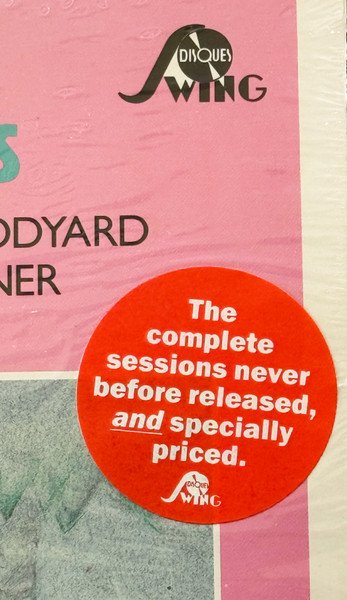 DISQUES
SWING
ODYARD
NER
The
complete
sessions never
before released,
and specially
priced.
DISQUES
SWING